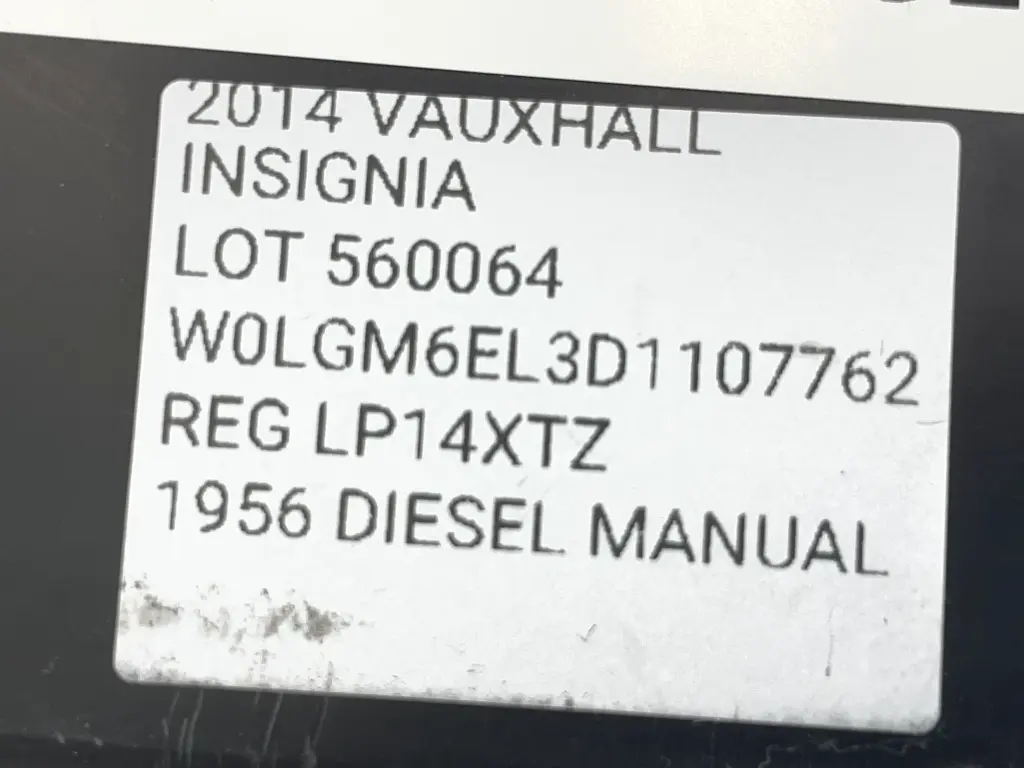 2014 VAUXHALL
INSIGNIA
LOT 560064
W0LGM6EL3D1107762
REG LP14XTZ
1956 DIESEL MANUAL